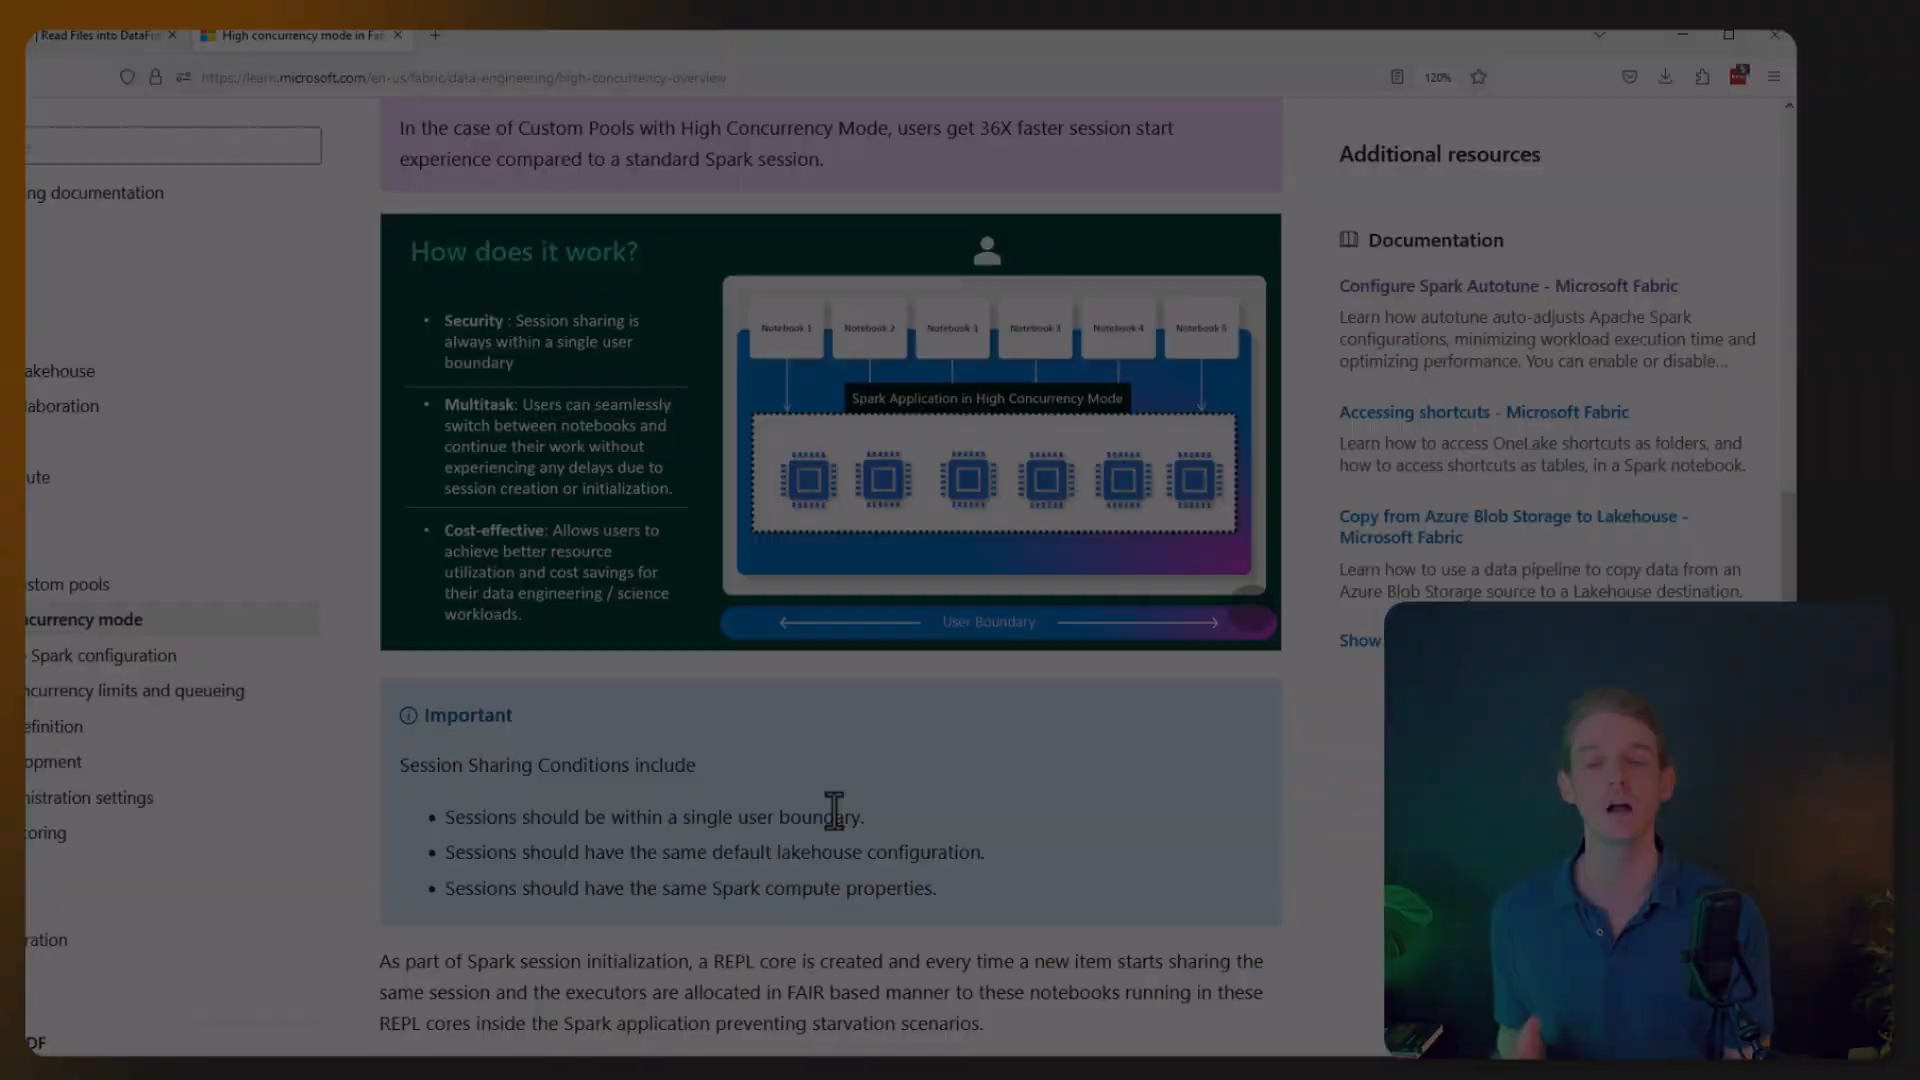 Read Files into DataFr
High concurrency mode in Fab
https://learn.microsoft.com/en-us/fabric/data-engineering/high-concurrency-overview
120%
ng documentation
akehouse
laboration
ute
stom pools
currency mode
Spark configuration
ncurrency limits and queueing
efinition
opment
nistration settings
oring
ration
DF
In the case of Custom Pools with High Concurrency Mode, users get 36X faster session start
experience compared to a standard Spark session.
How does it work?
• Security : Session sharing is
always within a single user
boundary
• Multitask: Users can seamlessly
switch between notebooks and
continue their work without
experiencing any delays due to
session creation or initialization.
• Cost-effective: Allows users to
achieve better resource
utilization and cost savings for
their data engineering / science
workloads.
Notebook 1 Notebook 2 Notebook 3 Notebook 3 Notebook 4 Notebook 5
Spark Application in High Concurrency Mode
User Boundary
Important
Session Sharing Conditions include
• Sessions should be within a single user boundary.
• Sessions should have the same default lakehouse configuration.
• Sessions should have the same Spark compute properties.
As part of Spark session initialization, a REPL core is created and every time a new item starts sharing the
same session and the executors are allocated in FAIR based manner to these notebooks running in these
REPL cores inside the Spark application preventing starvation scenarios.
Additional resources
Documentation
Configure Spark Autotune - Microsoft Fabric
Learn how autotune auto-adjusts Apache Spark
configurations, minimizing workload execution time and
optimizing performance. You can enable or disable...
Accessing shortcuts - Microsoft Fabric
Learn how to access OneLake shortcuts as folders, and
how to access shortcuts as tables, in a Spark notebook.
Copy from Azure Blob Storage to Lakehouse -
Microsoft Fabric
Learn how to use a data pipeline to copy data from an
Azure Blob Storage source to a Lakehouse destination.
Show